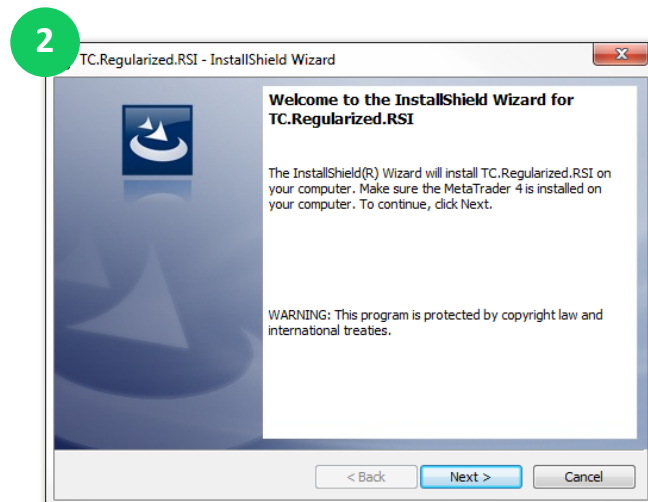 2
TC.Regularized.RSI - InstallShield Wizard
Welcome to the InstallShield Wizard for
TC.Regularized.RSI
The InstallShield(R) Wizard will install TC.Regularized.RSI on
your computer. Make sure the MetaTrader 4 is installed on
your computer. To continue, click Next.
WARNING: This program is protected by copyright law and
international treaties.
< Back
Next >
Cancel